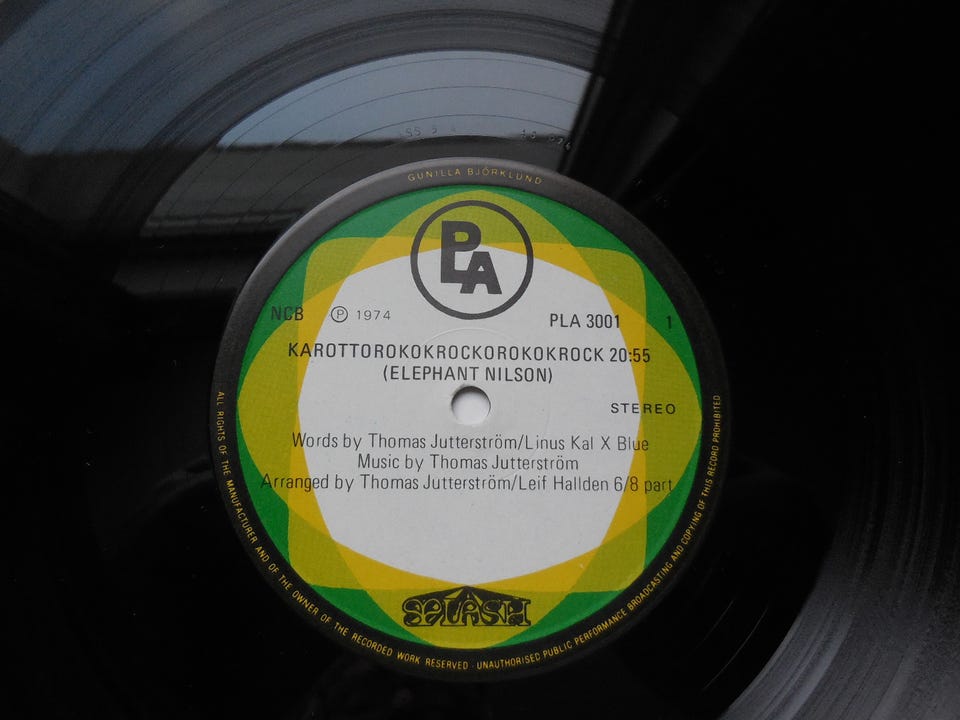 GUNILLA BJÖRKLUND
PLA
NCB ℗ 1974 PLA 3001 1
KAROTTOROKOKROCKOROKOKROCK 20:55
(ELEPHANT NILSON)
STEREO
Words by Thomas Jutterström/Linus Kal X Blue
Music by Thomas Jutterström
Arranged by Thomas Jutterström/Leif Hallden 6/8 part
SPLASH
ALL RIGHTS OF THE MANUFACTURER AND OF THE OWNER OF THE RECORDED WORK RESERVED · UNAUTHORISED PUBLIC PERFORMANCE BROADCASTING AND COPYING OF THIS RECORD PROHIBITED